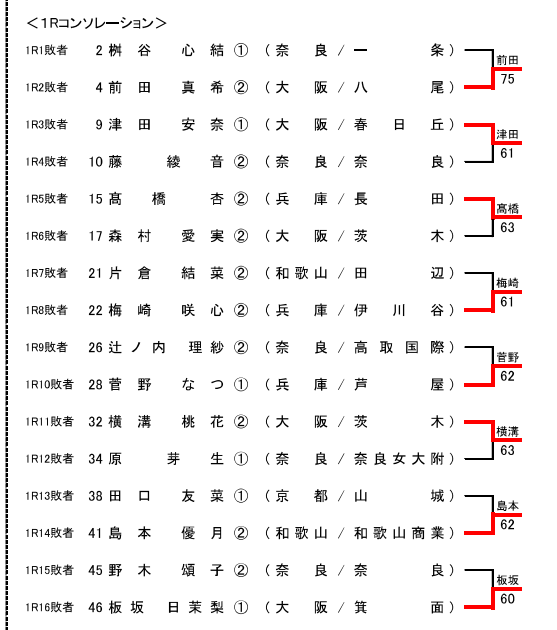 ＜1Rコンソレーション＞
1R1敗者 2 桝谷 心結 ① （奈良／一条）
前田
1R2敗者 4 前田 真希 ② （大阪／八尾）
75
1R3敗者 9 津田 安奈 ① （大阪／春日丘）
津田
1R4敗者 10 藤 綾音 ② （奈良／奈良）
61
1R5敗者 15 髙橋 杏 ② （兵庫／長田）
髙橋
1R6敗者 17 森村 愛実 ② （大阪／茨木）
63
1R7敗者 21 片倉 結菜 ② （和歌山／田辺）
梅崎
1R8敗者 22 梅崎 咲心 ② （兵庫／伊川谷）
61
1R9敗者 26 辻ノ内 理紗 ② （奈良／高取国際）
菅野
1R10敗者 28 菅野 なつ ① （兵庫／芦屋）
62
1R11敗者 32 横溝 桃花 ② （大阪／茨木）
横溝
1R12敗者 34 原 芽生 ① （奈良／奈良女大附）
63
1R13敗者 38 田口 友菜 ① （京都／山城）
島本
1R14敗者 41 島本 優月 ② （和歌山／和歌山商業）
62
1R15敗者 45 野木 頌子 ② （奈良／奈良）
板坂
1R16敗者 46 板坂 日茉梨 ① （大阪／箕面）
60